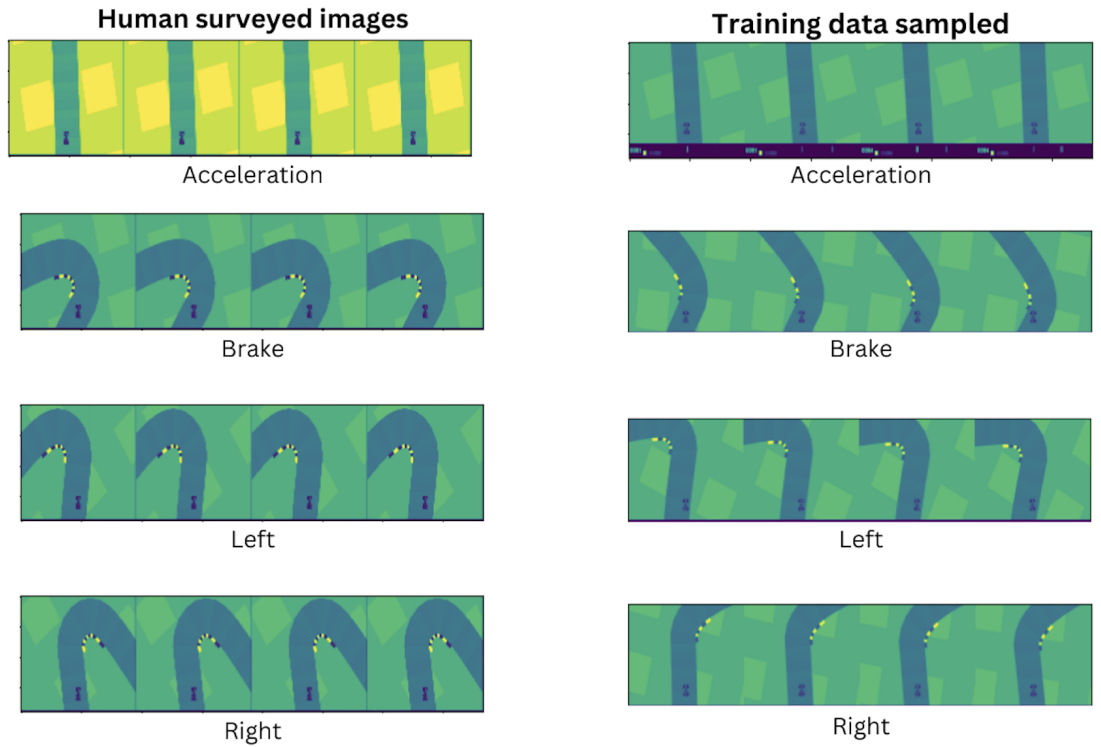 Human surveyed images
Training data sampled
Acceleration
Acceleration
Brake
Brake
Left
Left
Right
Right